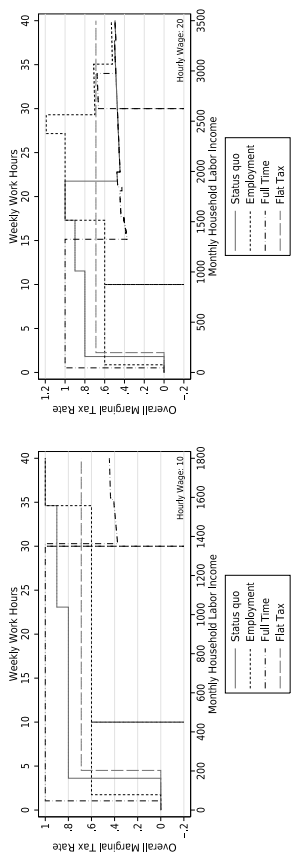 Weekly Work Hours
0 5 10 15 20 25 30 35 40
Overall Marginal Tax Rate
1
.8
.6
.4
.2
0
-.2
Hourly Wage: 10
0 200 400 600 800 1000 1200 1400 1600 1800
Monthly Household Labor Income
Status quo
Employment
Full Time
Flat Tax
Weekly Work Hours
0 5 10 15 20 25 30 35 40
Overall Marginal Tax Rate
1.2
1
.8
.6
.4
.2
0
-.2
Hourly Wage: 20
0 500 1000 1500 2000 2500 3000 3500
Monthly Household Labor Income
Status quo
Employment
Full Time
Flat Tax